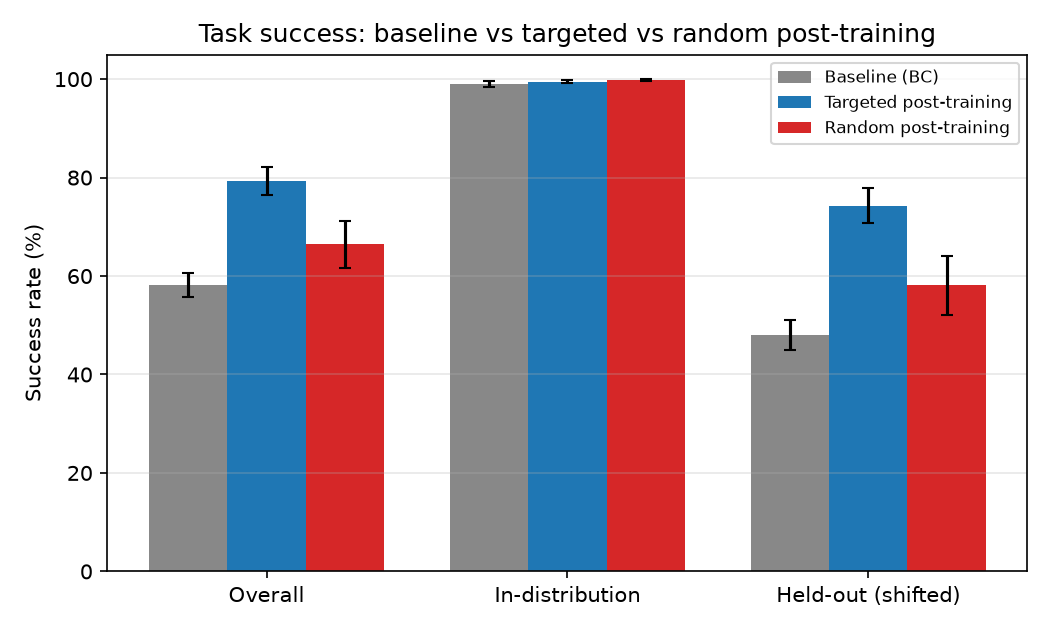 Task success: baseline vs targeted vs random post-training
Baseline (BC)
Targeted post-training
Random post-training
Success rate (%)
100
80
60
40
20
0
Overall
In-distribution
Held-out (shifted)